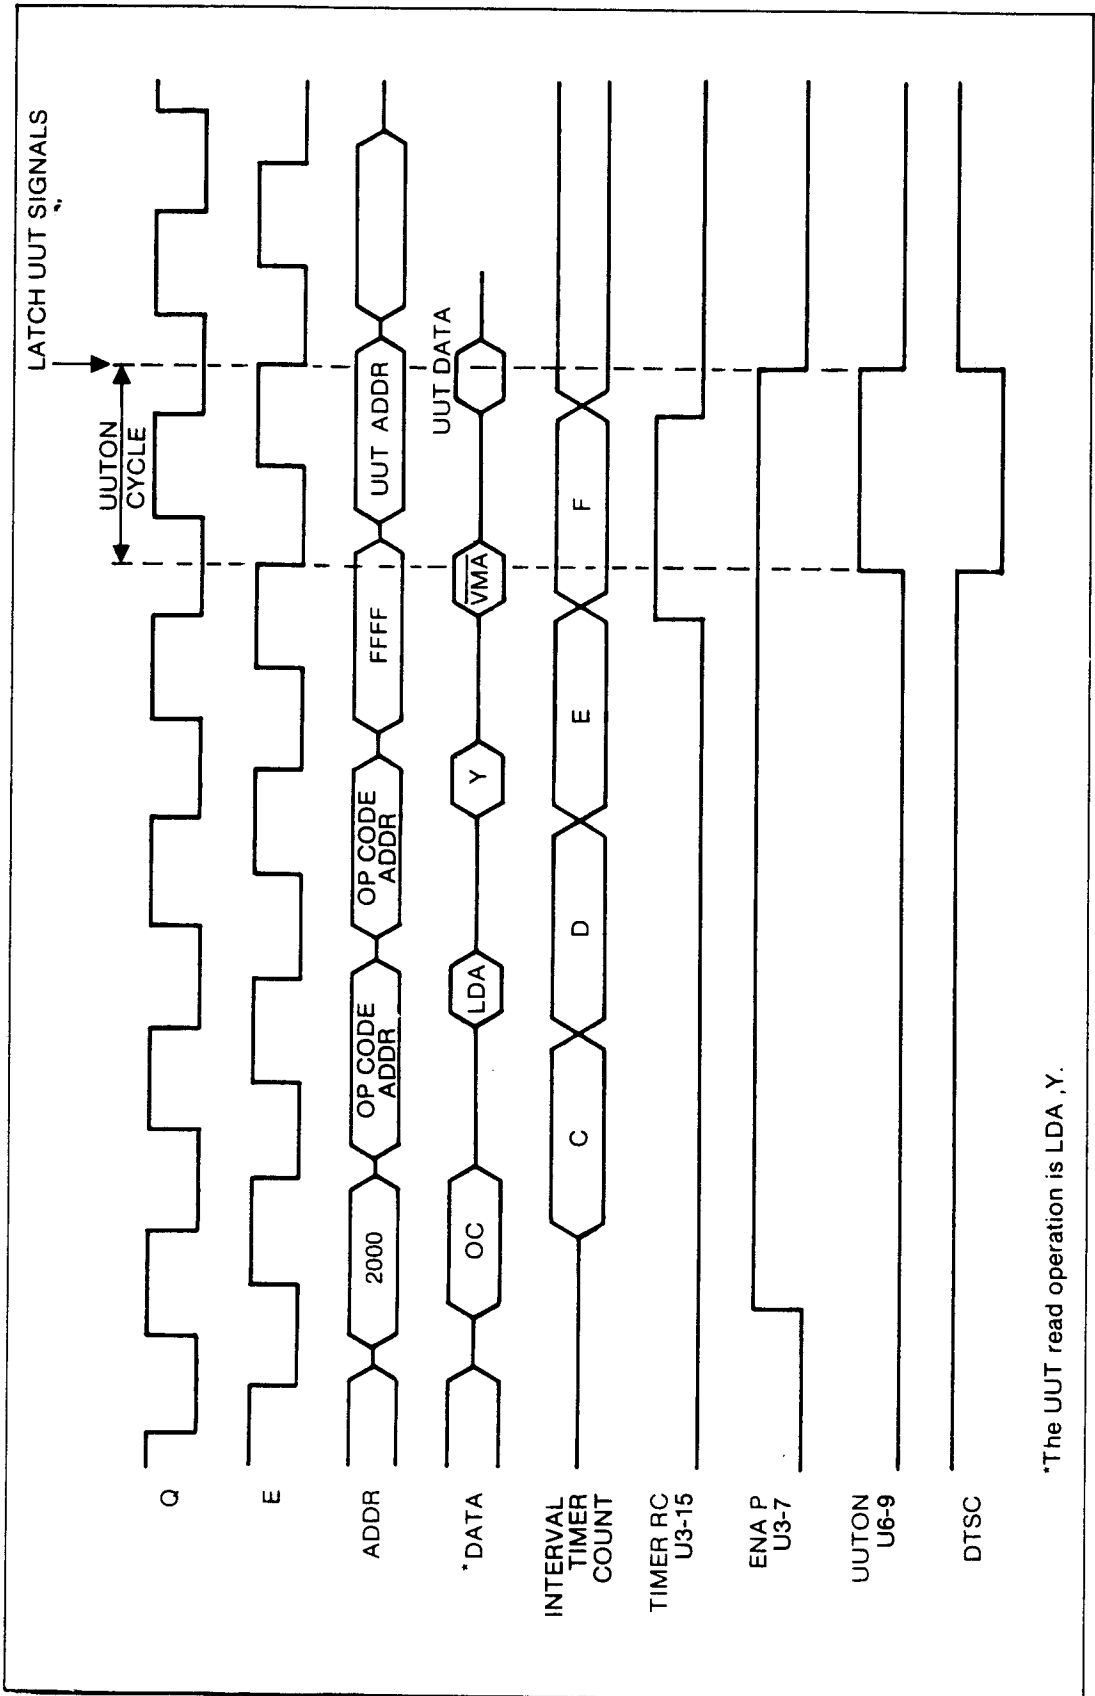 LATCH UUT SIGNALS
UUTON
CYCLE
Q
E
ADDR
2000
OP CODE
ADDR
OP CODE
ADDR
FFFF
UUT ADDR
*DATA
OC
LDA
Y
VMA
UUT DATA
INTERVAL
TIMER
COUNT
C
D
E
F
TIMER RC
U3-15
ENA P
U3-7
UUTON
U6-9
DTSC
*The UUT read operation is LDA ,Y.